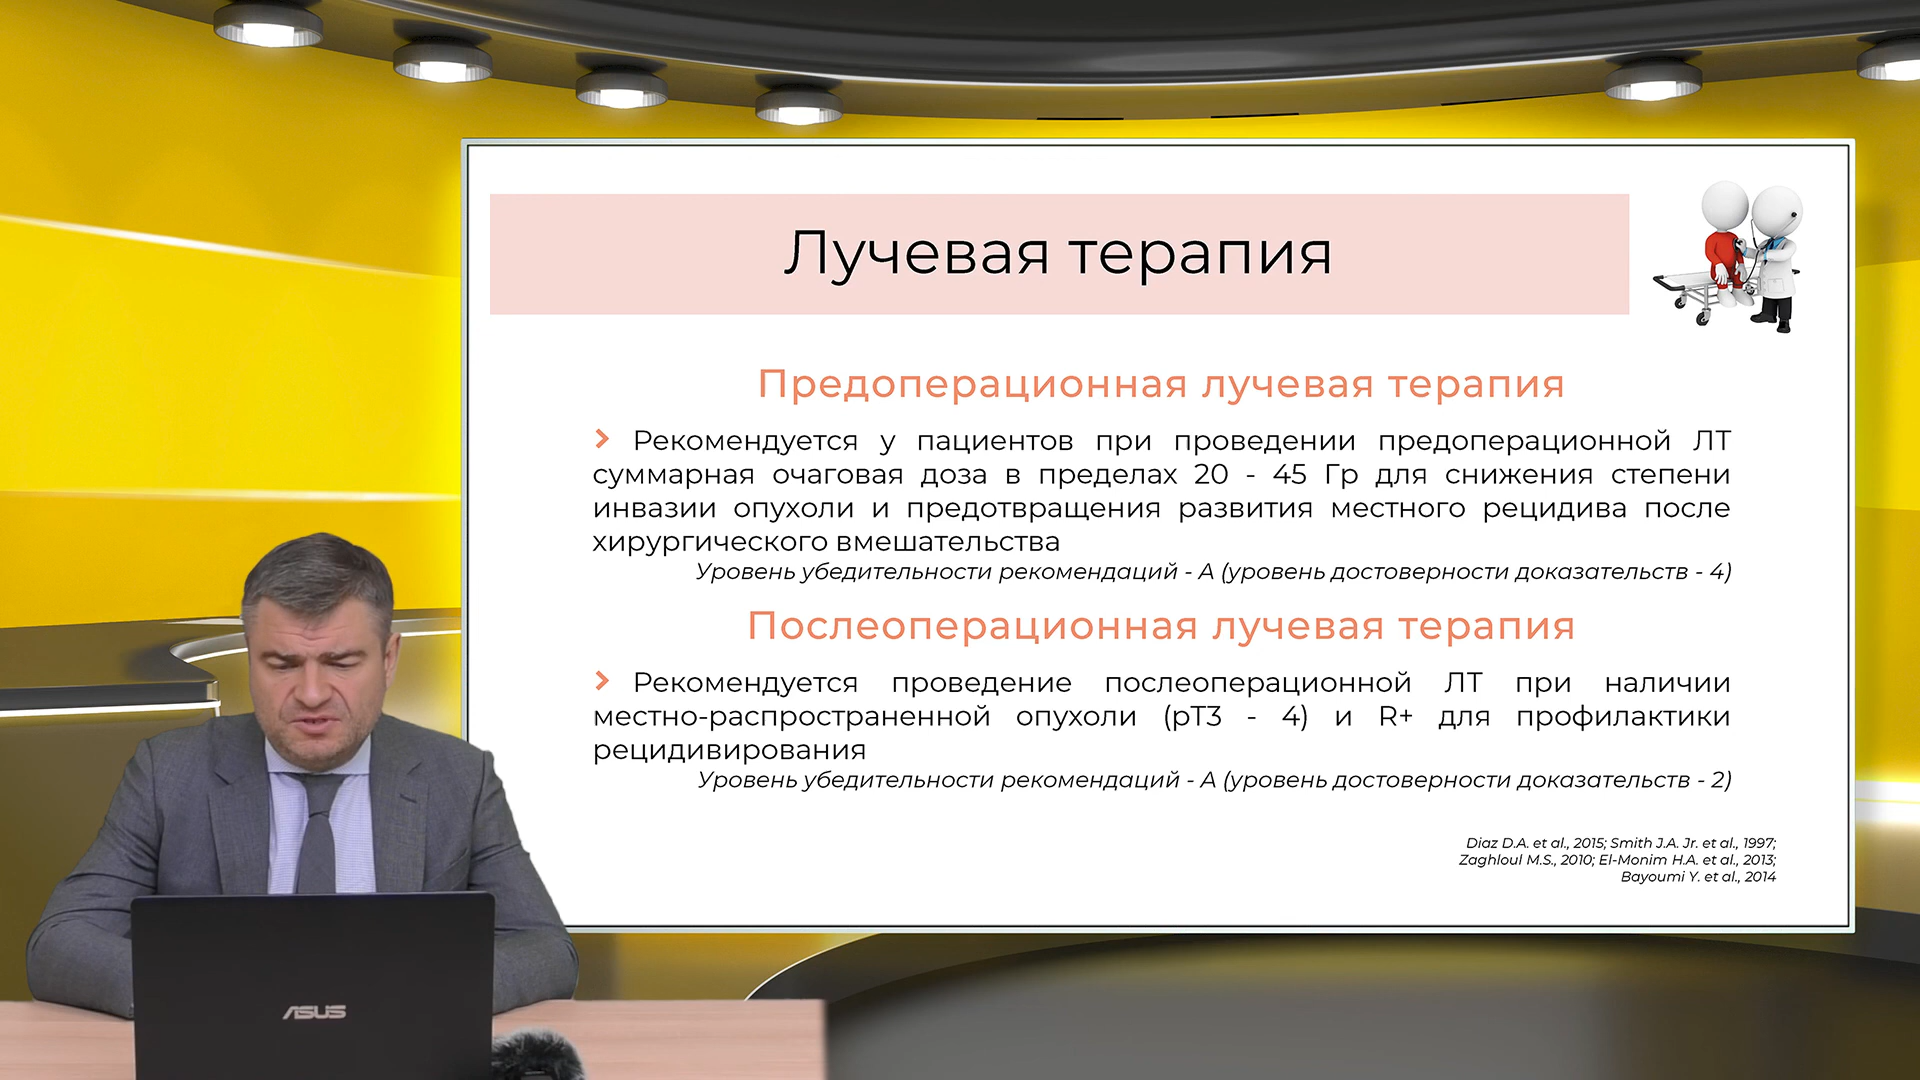 Лучевая терапия
Предоперационная лучевая терапия
Рекомендуется у пациентов при проведении предоперационной ЛТ
суммарная очаговая доза в пределах 20 - 45 Гр для снижения степени
инвазии опухоли и предотвращения развития местного рецидива после
хирургического вмешательства
Уровень убедительности рекомендаций - А (уровень достоверности доказательств - 4)
Послеоперационная лучевая терапия
Рекомендуется проведение послеоперационной ЛТ при наличии
местно-распространенной опухоли (рТ3 - 4) и R+ для профилактики
рецидивирования
Уровень убедительности рекомендаций - А (уровень достоверности доказательств - 2)
Diaz D.A. et al., 2015; Smith J.A. Jr. et al., 1997;
Zaghloul M.S., 2010; El-Monim H.A. et al., 2013;
Bayoumi Y. et al., 2014
ASUS